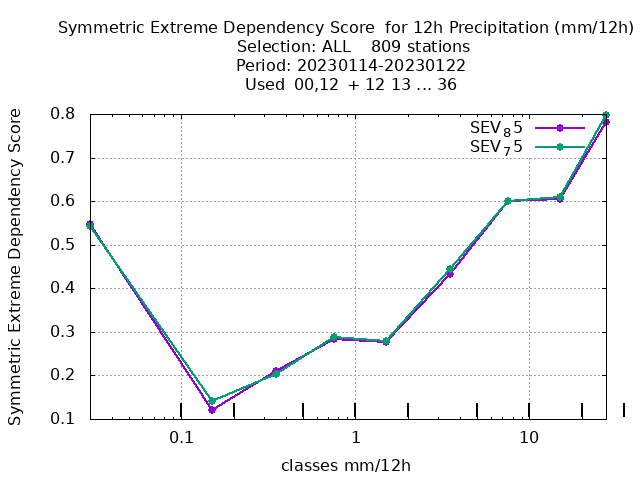 Symmetric Extreme Dependency Score for 12h Precipitation (mm/12h)
Selection: ALL 809 stations
Period: 20230114-20230122
Used 00,12 + 12 13 ... 36
Symmetric Extreme Dependency Score
0.8
0.7
0.6
0.5
0.4
0.3
0.2
0.1
SEV85
SEV75
0.1
1
10
classes mm/12h